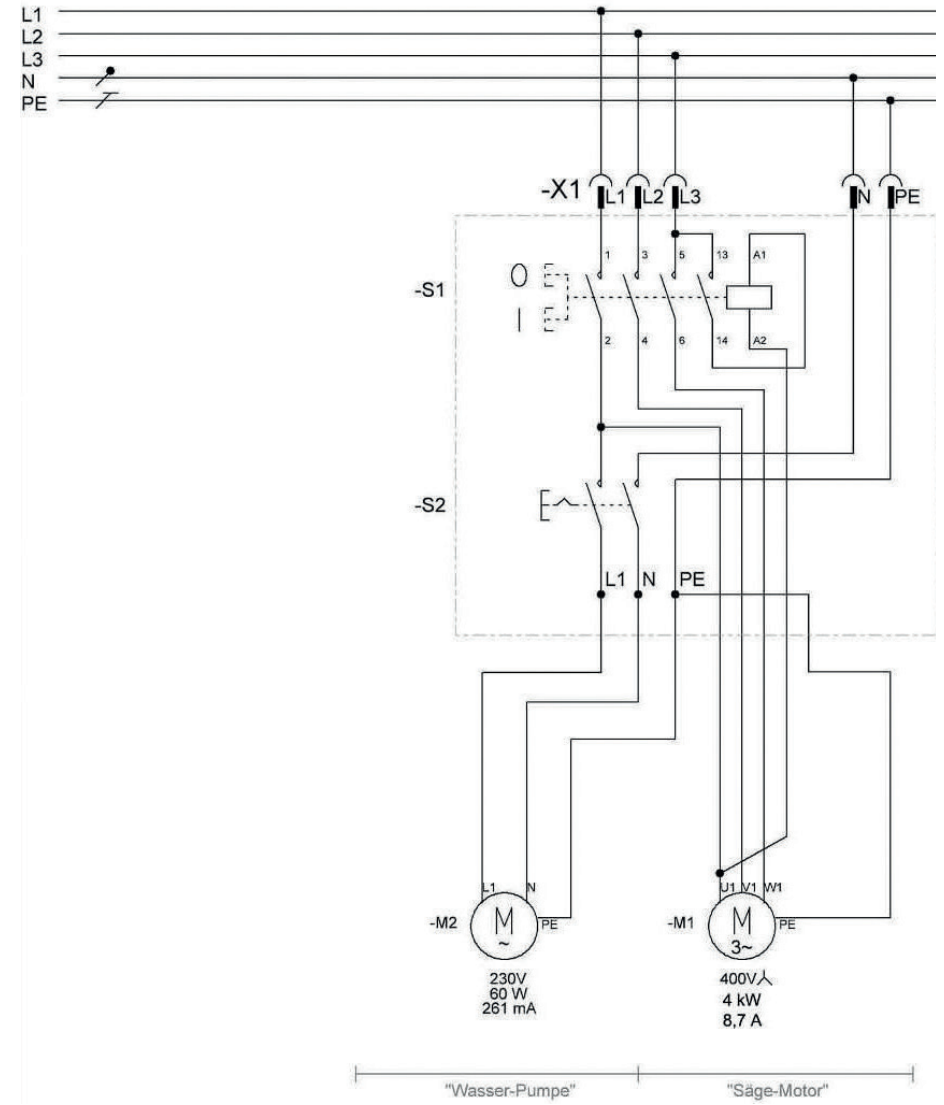 L1
L2
L3
N
PE
-X1 L1 L2 L3 N PE
1 3 5 13 A1
-S1 O I
2 4 6 14 A2
-S2
L1 N PE
L1 N U1 V1 W1
-M2 M ~ PE -M1 M 3~ PE
230V
60 W
261 mA
400V
4 kW
8,7 A
"Wasser-Pumpe" "Säge-Motor"